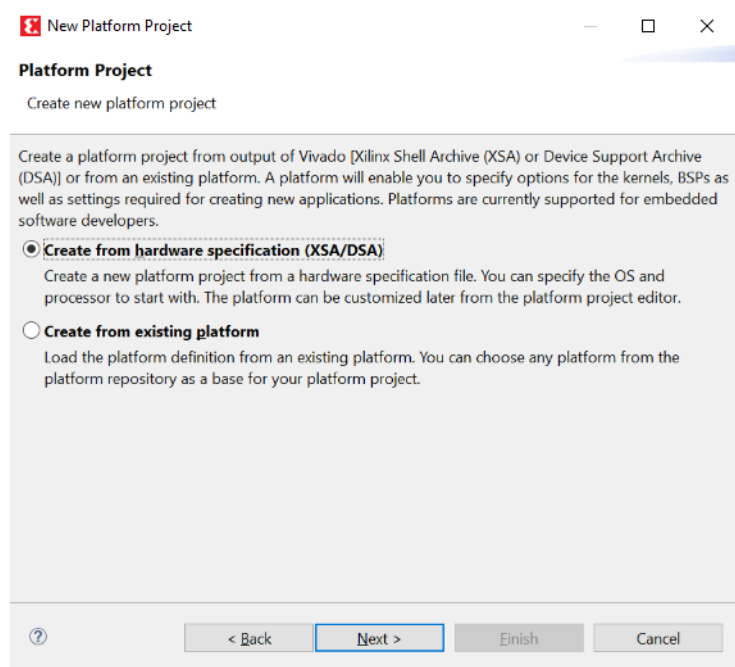 New Platform Project
Platform Project
Create new platform project
Create a platform project from output of Vivado [Xilinx Shell Archive (XSA) or Device Support Archive
(DSA)] or from an existing platform. A platform will enable you to specify options for the kernels, BSPs as
well as settings required for creating new applications. Platforms are currently supported for embedded
software developers.
Create from hardware specification (XSA/DSA)
Create a new platform project from a hardware specification file. You can specify the OS and
processor to start with. The platform can be customized later from the platform project editor.
Create from existing platform
Load the platform definition from an existing platform. You can choose any platform from the
platform repository as a base for your platform project.
? < Back Next > Finish Cancel